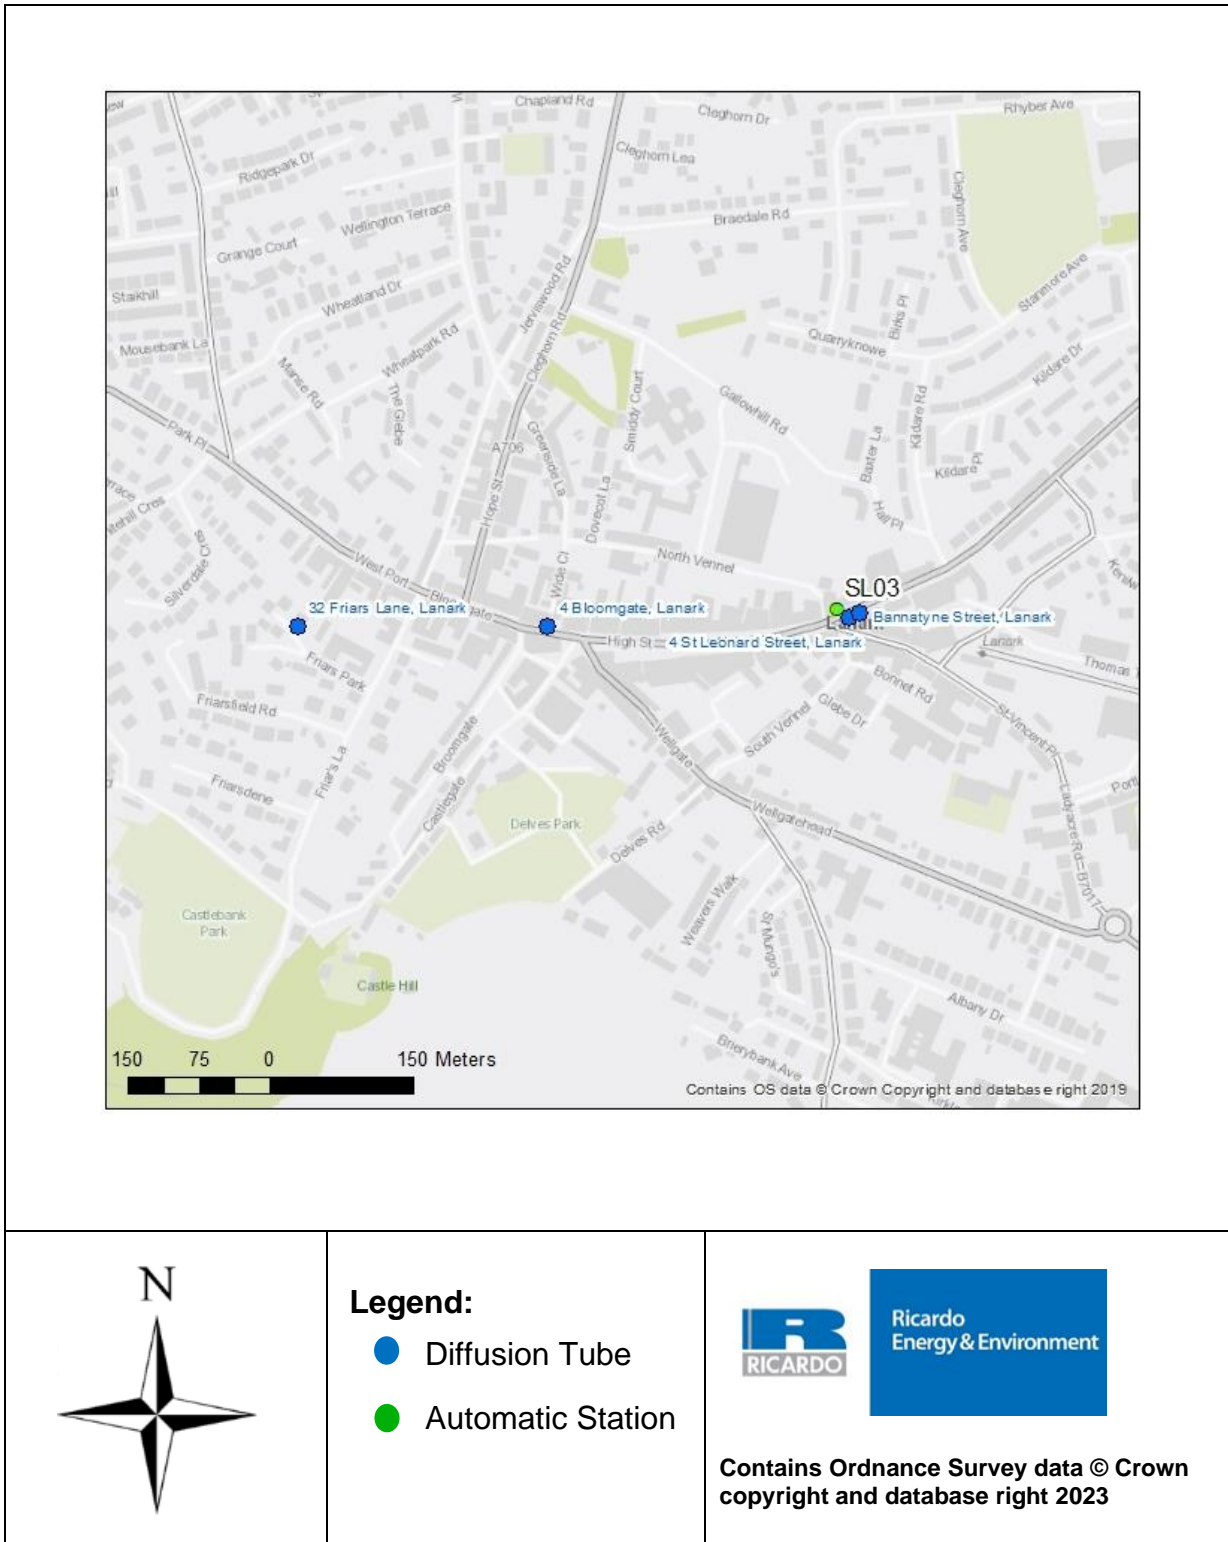 Chapland Rd
Cleghorn Dr
Rhyber Ave
Ridgepark Dr
Cleghorn Lea
Wellington Terrace
Braedale Rd
Cleghorn Ave
Grange Court
Stanmore Ave
Jerviswood Rd
Staikhill
Wheatland Dr
Birks Pl
Mousebank La
Wheatpark Rd
Cleghorn Rd
Quarryknowe
Kildare Dr
Manse Rd
The Glebe
Smiddy Court
Gallowhill Rd
Kildare Rd
Park Pl
A706
Greenside La
Baxter La
Kildare Pl
Hope St
Dovecot La
Hall Pl
Silverdale Cres
West Port
North Vennel
Wide Cl
SL03
32 Friars Lane, Lanark
4 Bloomgate, Lanark
Bannatyne Street, Lanark
High St
4 St Leonard Street, Lanark
Lanark
Friars Park
Bonnet Rd
Thomas T
Friarsfield Rd
Glebe Dr
South Vennel
St Vincent Pl
Broomgate
Wellgate
Friar's La
Friarsdene
Castlegate
Delves Park
Wellgatehead
Ladyacre Rd
B7017
Delves Rd
Castlebank
Park
Weavers Walk
St Mungo's
Castle Hill
Albany Dr
Brierybank Ave
150 75 0 150 Meters
Contains OS data © Crown Copyright and database right 2019
N
Legend:
Diffusion Tube
Automatic Station
R
RICARDO
Ricardo
Energy & Environment
Contains Ordnance Survey data © Crown
copyright and database right 2023